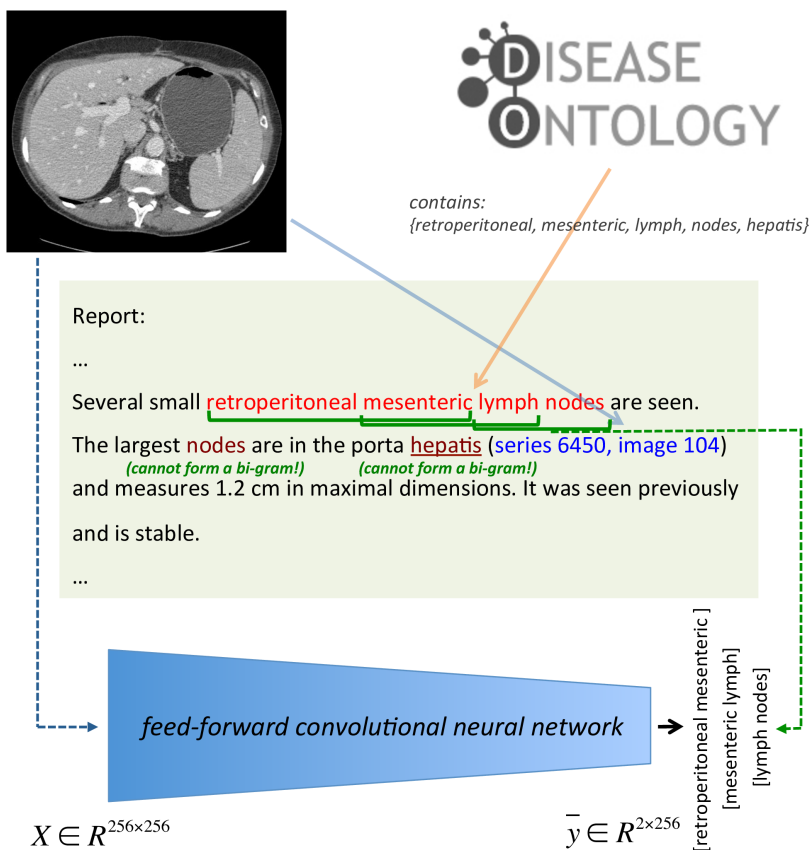 DISEASE
ONTOLOGY
contains:
{retroperitoneal, mesenteric, lymph, nodes, hepatis}
Report:
...
Several small retroperitoneal mesenteric lymph nodes are seen.
The largest nodes are in the porta hepatis (series 6450, image 104)
(cannot form a bi-gram!) (cannot form a bi-gram!)
and measures 1.2 cm in maximal dimensions. It was seen previously
and is stable.
...
feed-forward convolutional neural network
[retroperitoneal mesenteric ]
[mesenteric lymph]
[lymph nodes]
X ∈ R^{256×256}
\bar{y} ∈ R^{2×256}